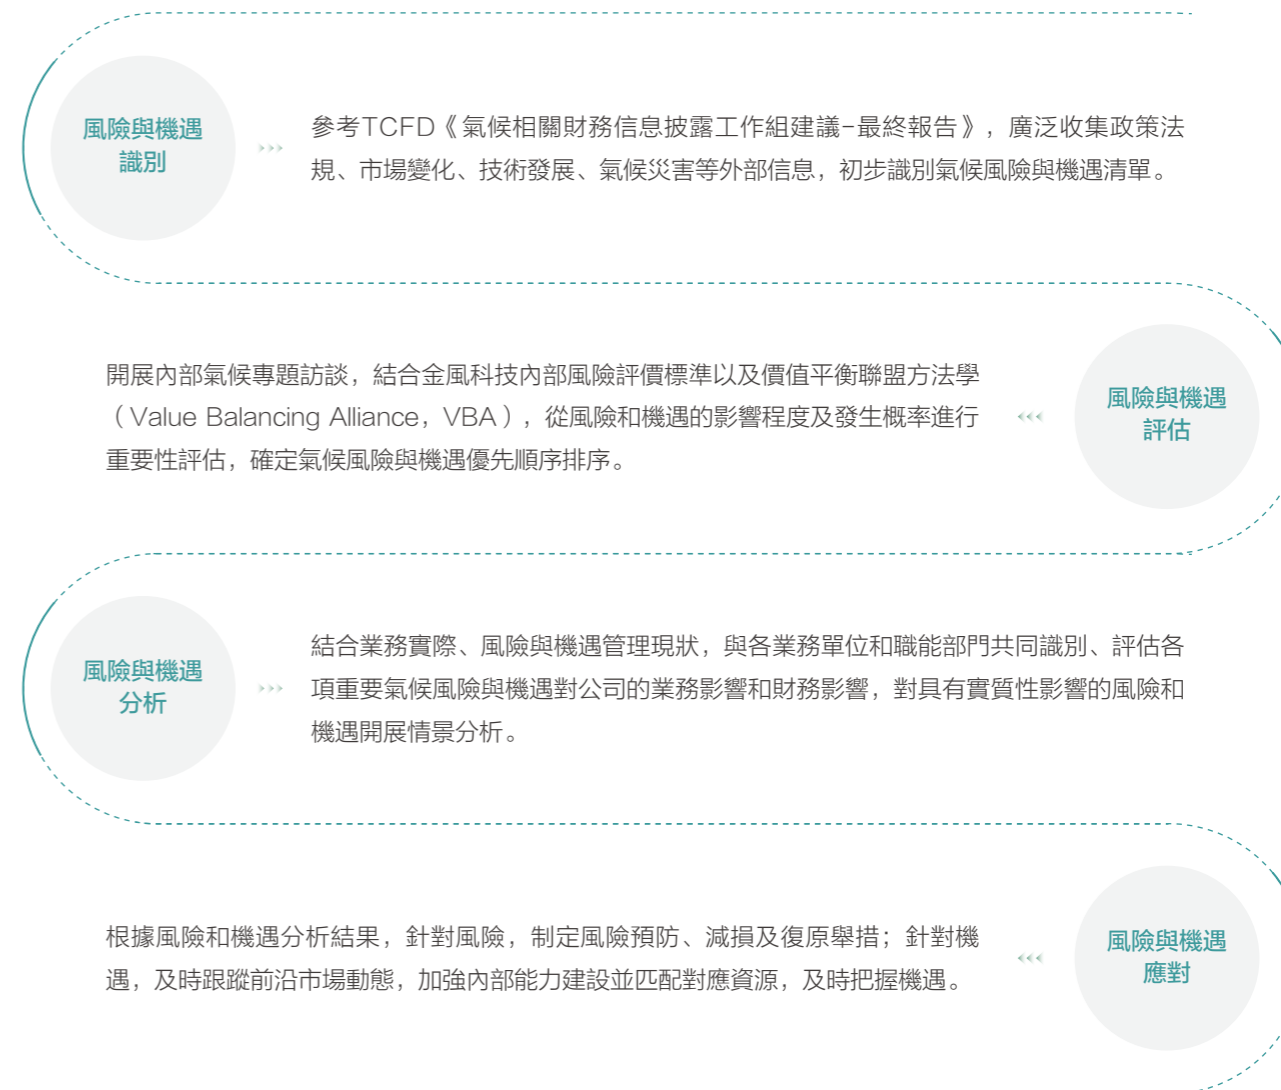 風險與機遇
識別
參考TCFD《氣候相關財務信息披露工作組建議-最終報告》，廣泛收集政策法
規、市場變化、技術發展、氣候災害等外部信息，初步識別氣候風險與機遇清單。
開展內部氣候專題訪談，結合金風科技內部風險評價標準以及價值平衡聯盟方法學
（Value Balancing Alliance，VBA），從風險和機遇的影響程度及發生概率進行
重要性評估，確定氣候風險與機遇優先順序排序。
風險與機遇
評估
風險與機遇
分析
結合業務實際、風險與機遇管理現狀，與各業務單位和職能部門共同識別、評估各
項重要氣候風險與機遇對公司的業務影響和財務影響，對具有實質性影響的風險和
機遇開展情景分析。
根據風險和機遇分析結果，針對風險，制定風險預防、減損及復原舉措；針對機
遇，及時跟蹤前沿市場動態，加強內部能力建設並匹配對應資源，及時把握機遇。
風險與機遇
應對